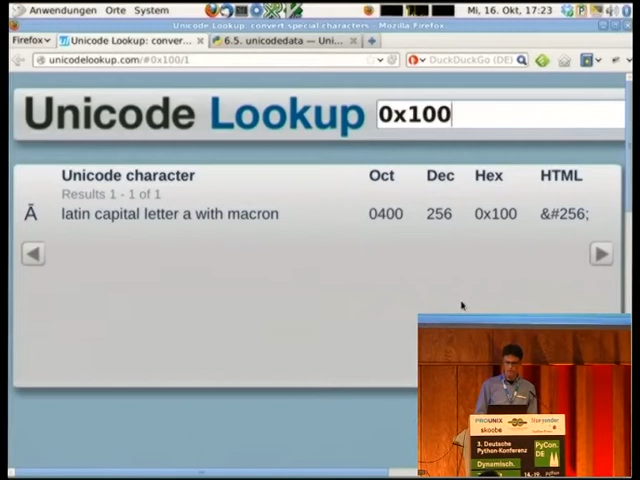 Anwendungen Orte System
Mi, 16. Okt, 17:23
Unicode Lookup: convert special characters - Mozilla Firefox
Firefox
Unicode Lookup: conver...
6.5. unicodedata — Uni...
unicodelookup.com/#0x100/1
DuckDuckGo (DE)
Unicode Lookup
0x100
Unicode character Oct Dec Hex HTML
Results 1 - 1 of 1
Ā latin capital letter a with macron 0400 256 0x100 &#256;
PROUNIX
skoobe
3. Deutsche
Python-Konferenz
PyCon.
DE
Dynamisch.